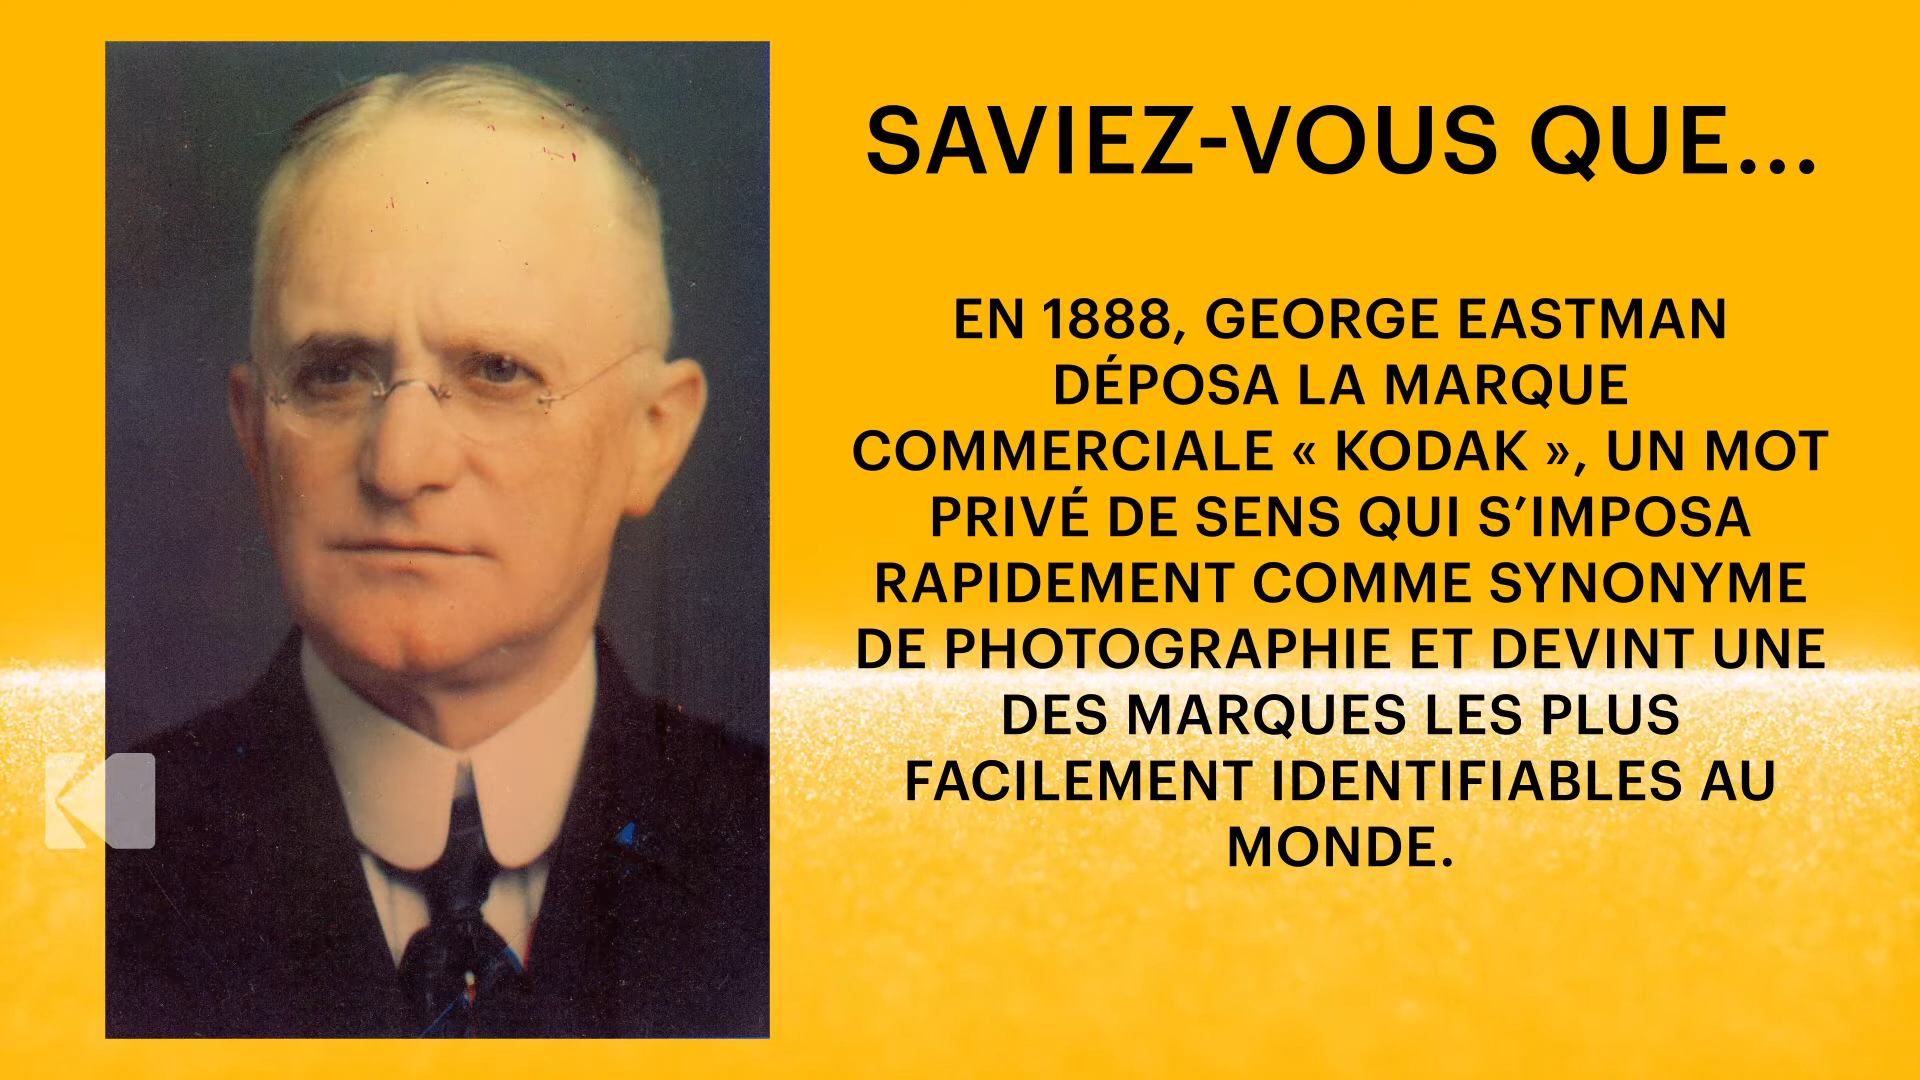 SAVIEZ-VOUS QUE...
EN 1888, GEORGE EASTMAN
DÉPOSA LA MARQUE
COMMERCIALE « KODAK », UN MOT
PRIVÉ DE SENS QUI S’IMPOSA
RAPIDEMENT COMME SYNONYME
DE PHOTOGRAPHIE ET DEVINT UNE
DES MARQUES LES PLUS
FACILEMENT IDENTIFIABLES AU
MONDE.